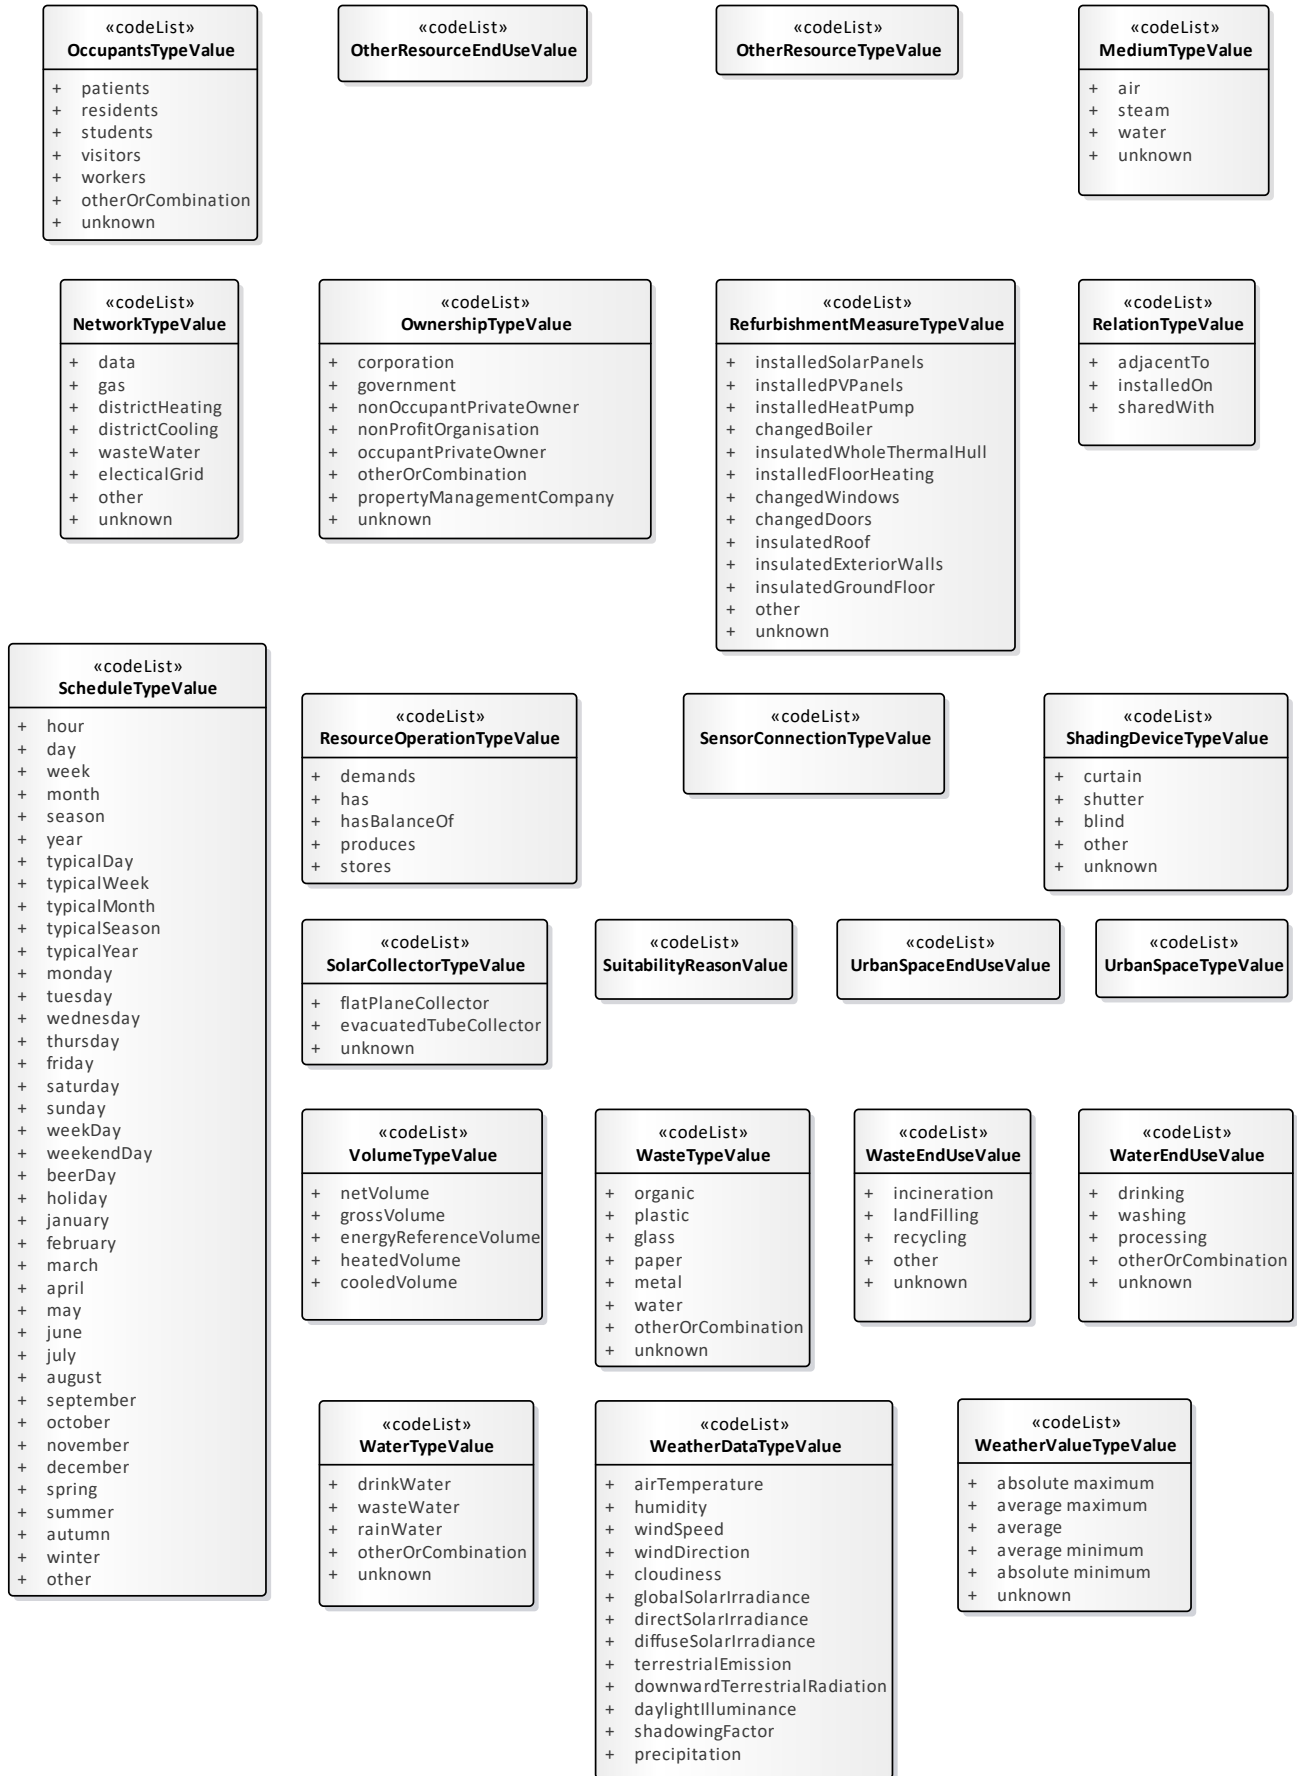 «codeList»
OccupantsTypeValue
+ patients
+ residents
+ students
+ visitors
+ workers
+ otherOrCombination
+ unknown
«codeList»
OtherResourceEndUseValue
«codeList»
OtherResourceTypeValue
«codeList»
MediumTypeValue
+ air
+ steam
+ water
+ unknown
«codeList»
NetworkTypeValue
+ data
+ gas
+ districtHeating
+ districtCooling
+ wasteWater
+ electicalGrid
+ other
+ unknown
«codeList»
OwnershipTypeValue
+ corporation
+ government
+ nonOccupantPrivateOwner
+ nonProfitOrganisation
+ occupantPrivateOwner
+ otherOrCombination
+ propertyManagementCompany
+ unknown
«codeList»
RefurbishmentMeasureTypeValue
+ installedSolarPanels
+ installedPVPanels
+ installedHeatPump
+ changedBoiler
+ insulatedWholeThermalHull
+ installedFloorHeating
+ changedWindows
+ changedDoors
+ insulatedRoof
+ insulatedExteriorWalls
+ insulatedGroundFloor
+ other
+ unknown
«codeList»
RelationTypeValue
+ adjacentTo
+ installedOn
+ sharedWith
«codeList»
ScheduleTypeValue
+ hour
+ day
+ week
+ month
+ season
+ year
+ typicalDay
+ typicalWeek
+ typicalMonth
+ typicalSeason
+ typicalYear
+ monday
+ tuesday
+ wednesday
+ thursday
+ friday
+ saturday
+ sunday
+ weekDay
+ weekendDay
+ beerDay
+ holiday
+ january
+ february
+ march
+ april
+ may
+ june
+ july
+ august
+ september
+ october
+ november
+ december
+ spring
+ summer
+ autumn
+ winter
+ other
«codeList»
ResourceOperationTypeValue
+ demands
+ has
+ hasBalanceOf
+ produces
+ stores
«codeList»
SensorConnectionTypeValue
«codeList»
ShadingDeviceTypeValue
+ curtain
+ shutter
+ blind
+ other
+ unknown
«codeList»
SolarCollectorTypeValue
+ flatPlaneCollector
+ evacuatedTubeCollector
+ unknown
«codeList»
SuitabilityReasonValue
«codeList»
UrbanSpaceEndUseValue
«codeList»
UrbanSpaceTypeValue
«codeList»
VolumeTypeValue
+ netVolume
+ grossVolume
+ energyReferenceVolume
+ heatedVolume
+ cooledVolume
«codeList»
WasteTypeValue
+ organic
+ plastic
+ glass
+ paper
+ metal
+ water
+ otherOrCombination
+ unknown
«codeList»
WasteEndUseValue
+ incineration
+ landFilling
+ recycling
+ other
+ unknown
«codeList»
WaterEndUseValue
+ drinking
+ washing
+ processing
+ otherOrCombination
+ unknown
«codeList»
WaterTypeValue
+ drinkWater
+ wasteWater
+ rainWater
+ otherOrCombination
+ unknown
«codeList»
WeatherDataTypeValue
+ airTemperature
+ humidity
+ windSpeed
+ windDirection
+ cloudiness
+ globalSolarIrradiance
+ directSolarIrradiance
+ diffuseSolarIrradiance
+ terrestrialEmission
+ downwardTerrestrialRadiation
+ daylightIlluminance
+ shadowingFactor
+ precipitation
«codeList»
WeatherValueTypeValue
+ absolute maximum
+ average maximum
+ average
+ average minimum
+ absolute minimum
+ unknown